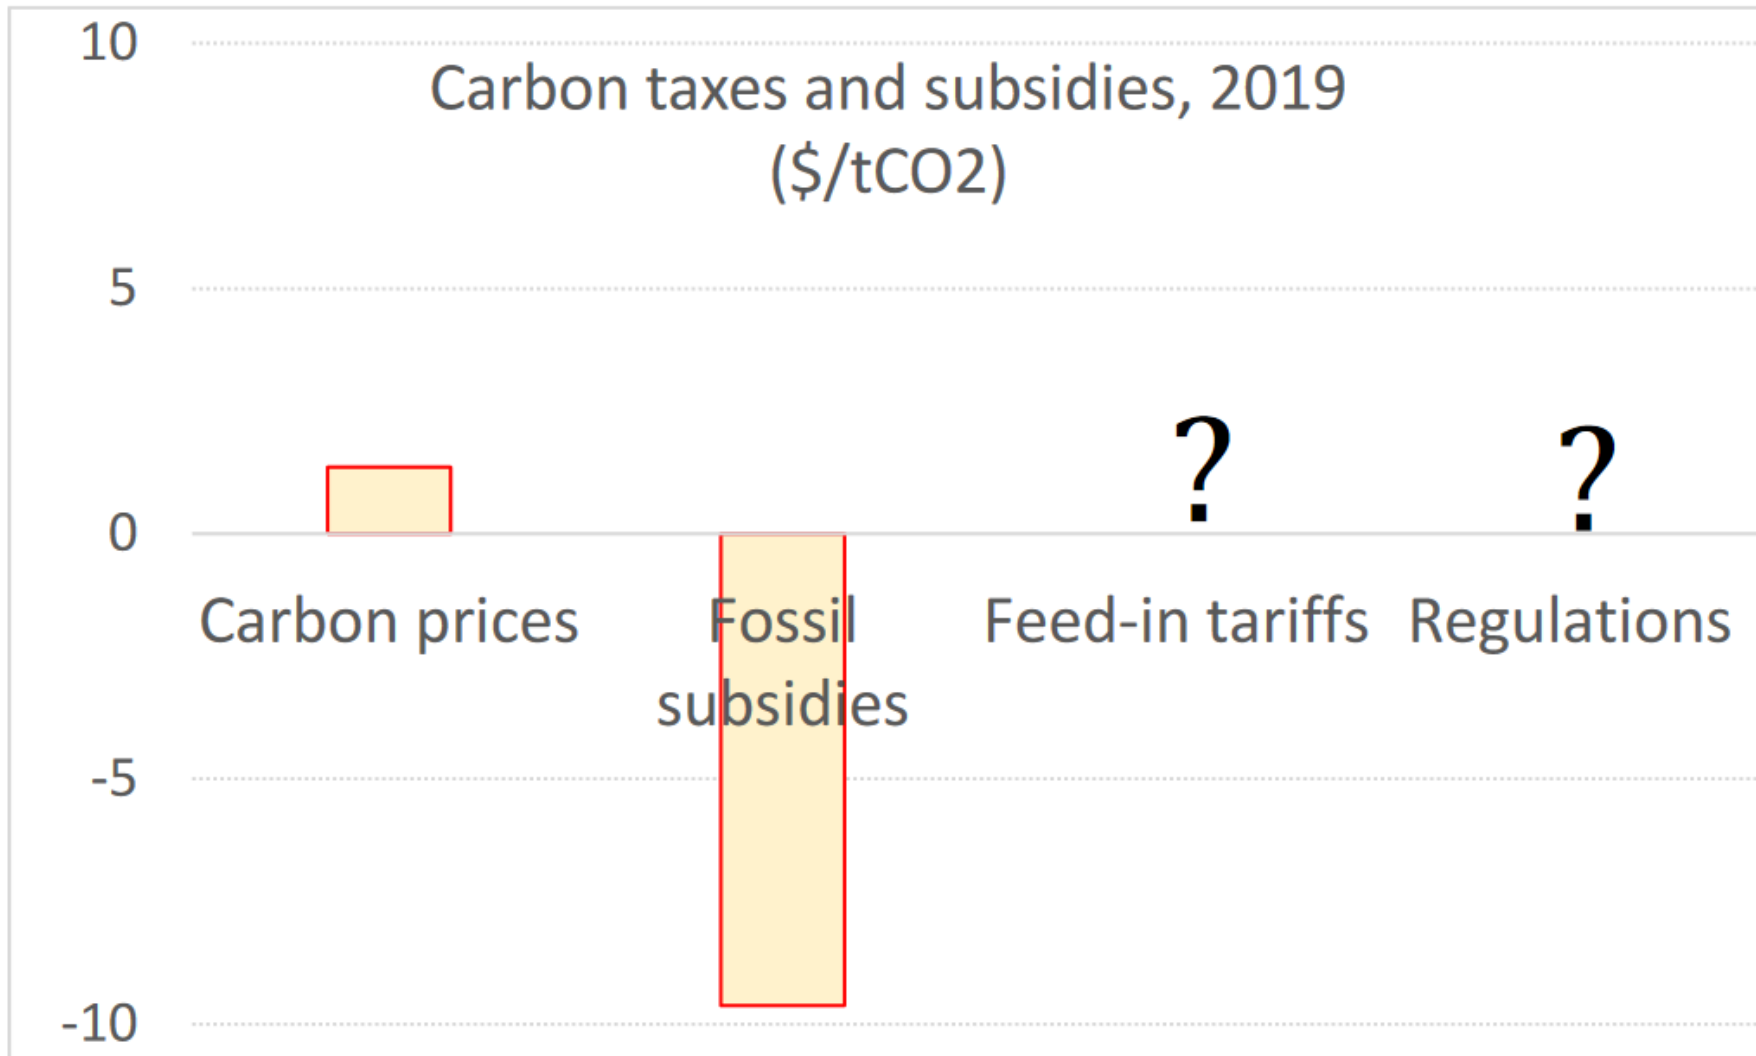 10
Carbon taxes and subsidies, 2019
($/tCO2)
5
? ?
0
Carbon prices Fossil Feed-in tariffs Regulations
subsidies
-5
-10